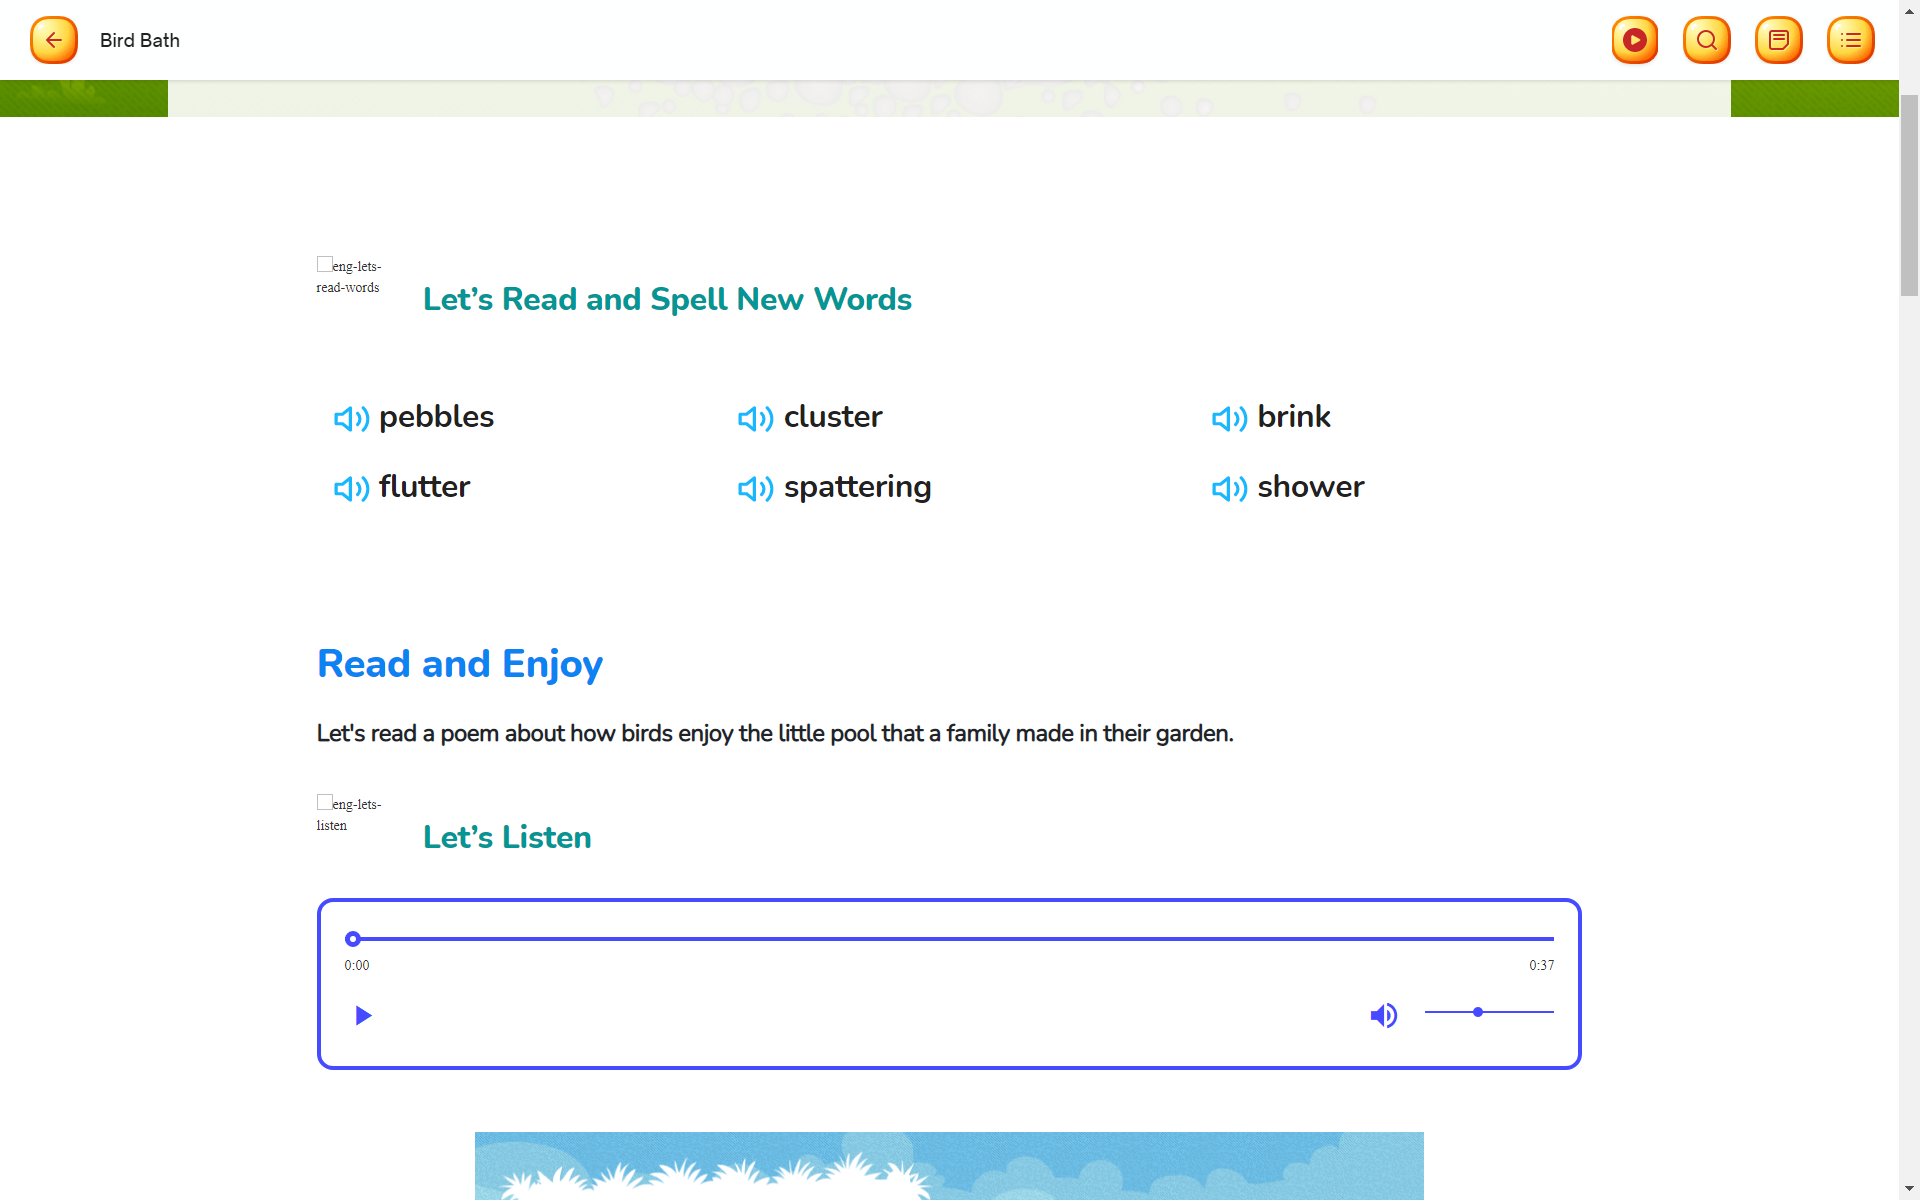 Bird Bath
eng-lets-
read-words
Let’s Read and Spell New Words
pebbles
cluster
brink
flutter
spattering
shower
Read and Enjoy
Let's read a poem about how birds enjoy the little pool that a family made in their garden.
eng-lets-
listen
Let’s Listen
0:00
0:37